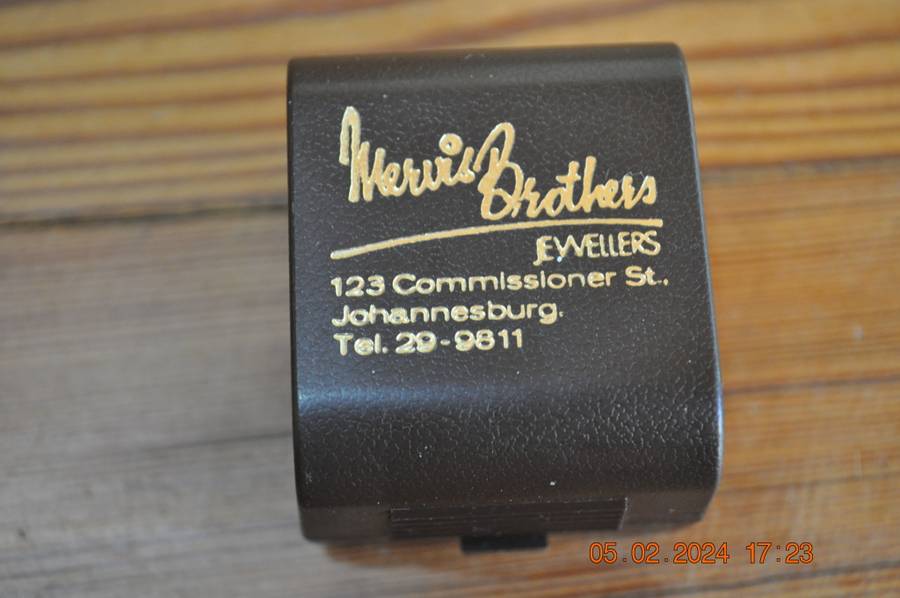 Mervis Brothers
JEWELLERS
123 Commissioner St.,
Johannesburg.
Tel. 29-9811
05.02.2024 17:23